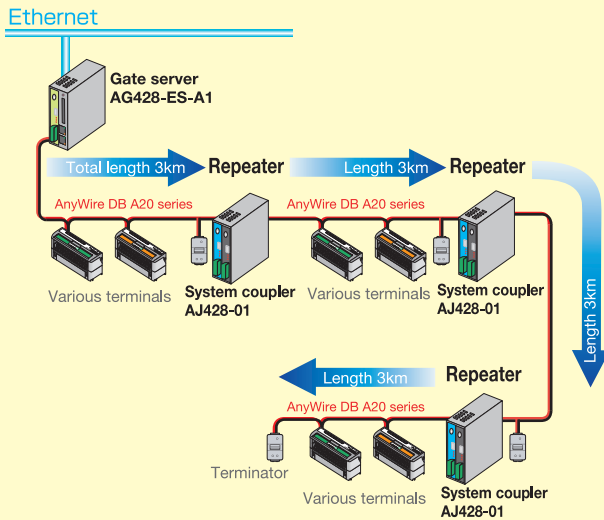 Ethernet
Gate server
AG428-ES-A1
Total length 3km
Repeater
Length 3km
Repeater
AnyWire DB A20 series
AnyWire DB A20 series
Various terminals
System coupler
AJ428-01
Various terminals
System coupler
AJ428-01
Length 3km
Length 3km
Repeater
AnyWire DB A20 series
Terminator
Various terminals
System coupler
AJ428-01